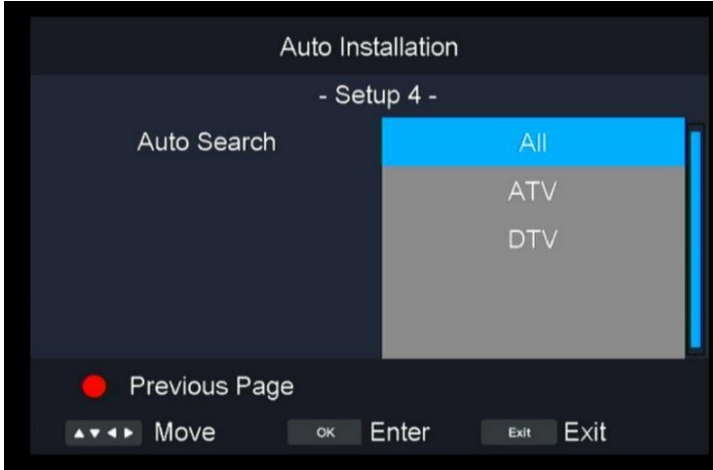 Auto Installation
- Setup 4 -
Auto Search
All
ATV
DTV
Previous Page
▲▼◄► Move OK Enter Exit Exit